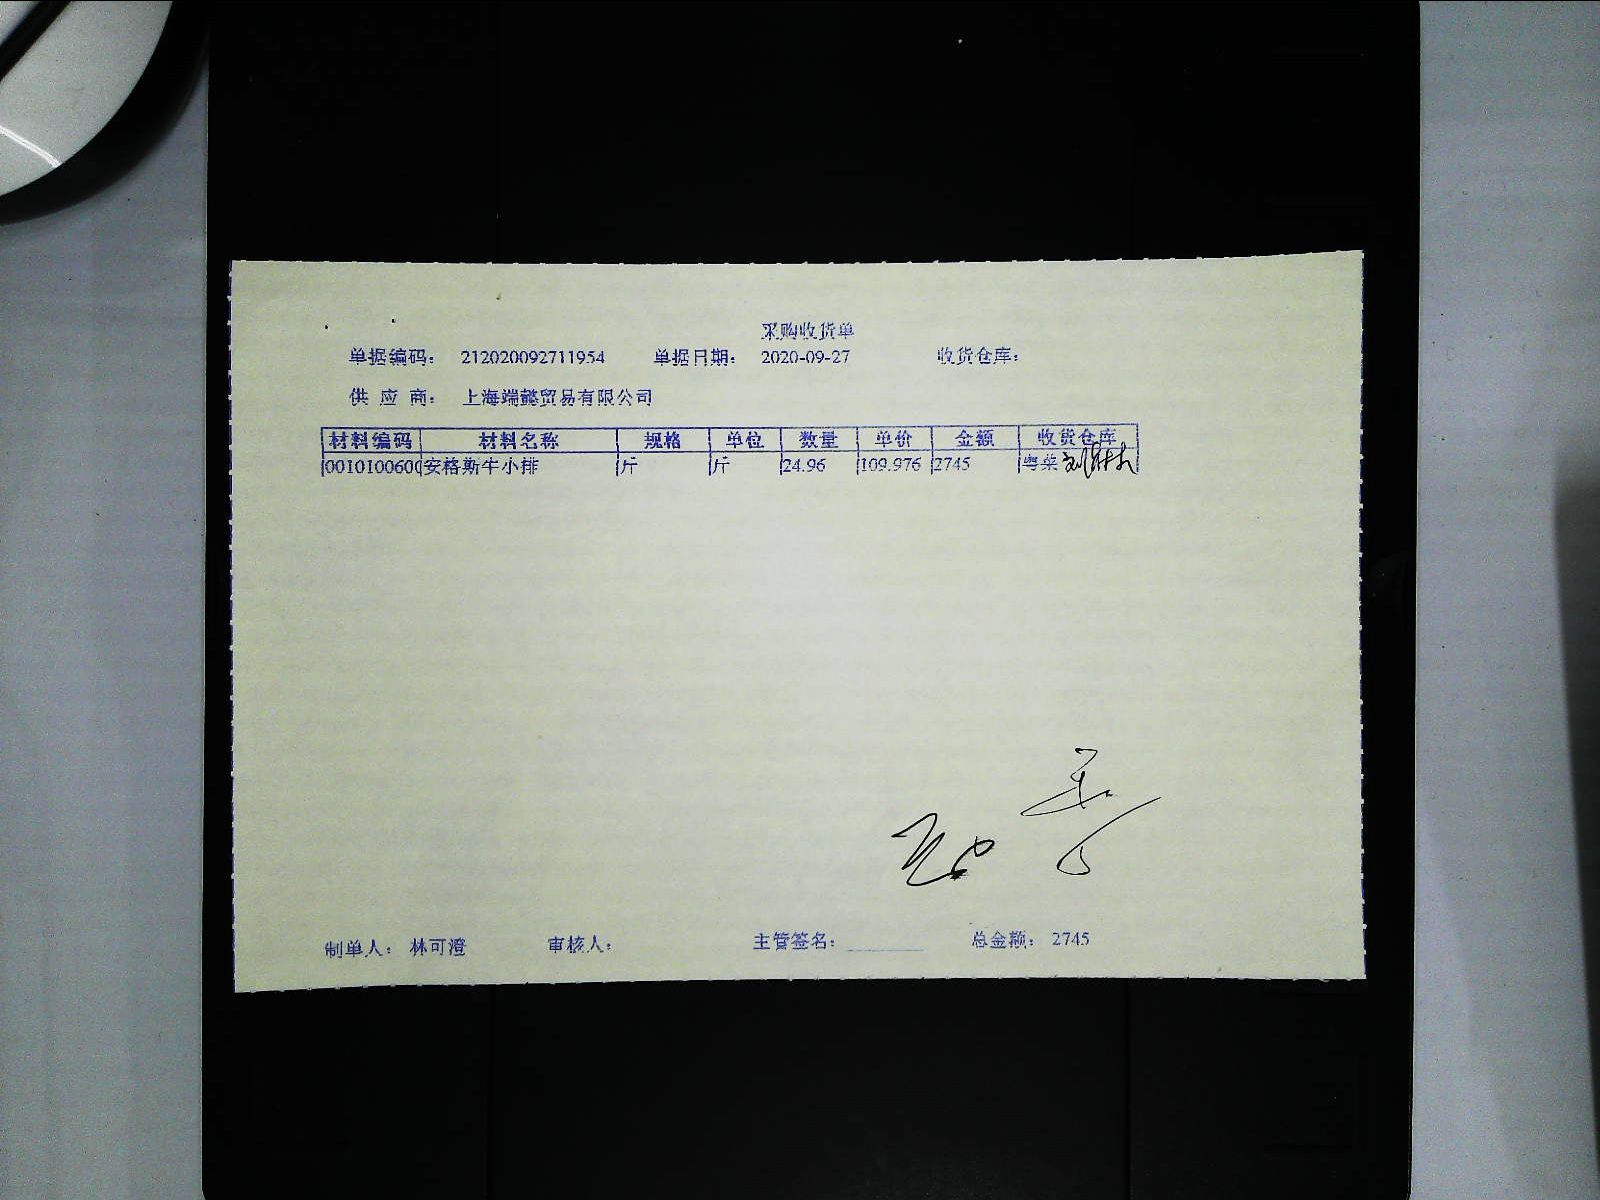 采购收货单
单据编码： 212020092711954 单据日期： 2020-09-27 收货仓库：
供 应 商： 上海端懿贸易有限公司
材料编码 材料名称 规格 单位 数量 单价 金额 收货仓库
0010100600 安格斯牛小排 斤 斤 24.96 109.976 2745 粤菜
制单人： 林可澄 审核人： 主管签名： 总金额： 2745